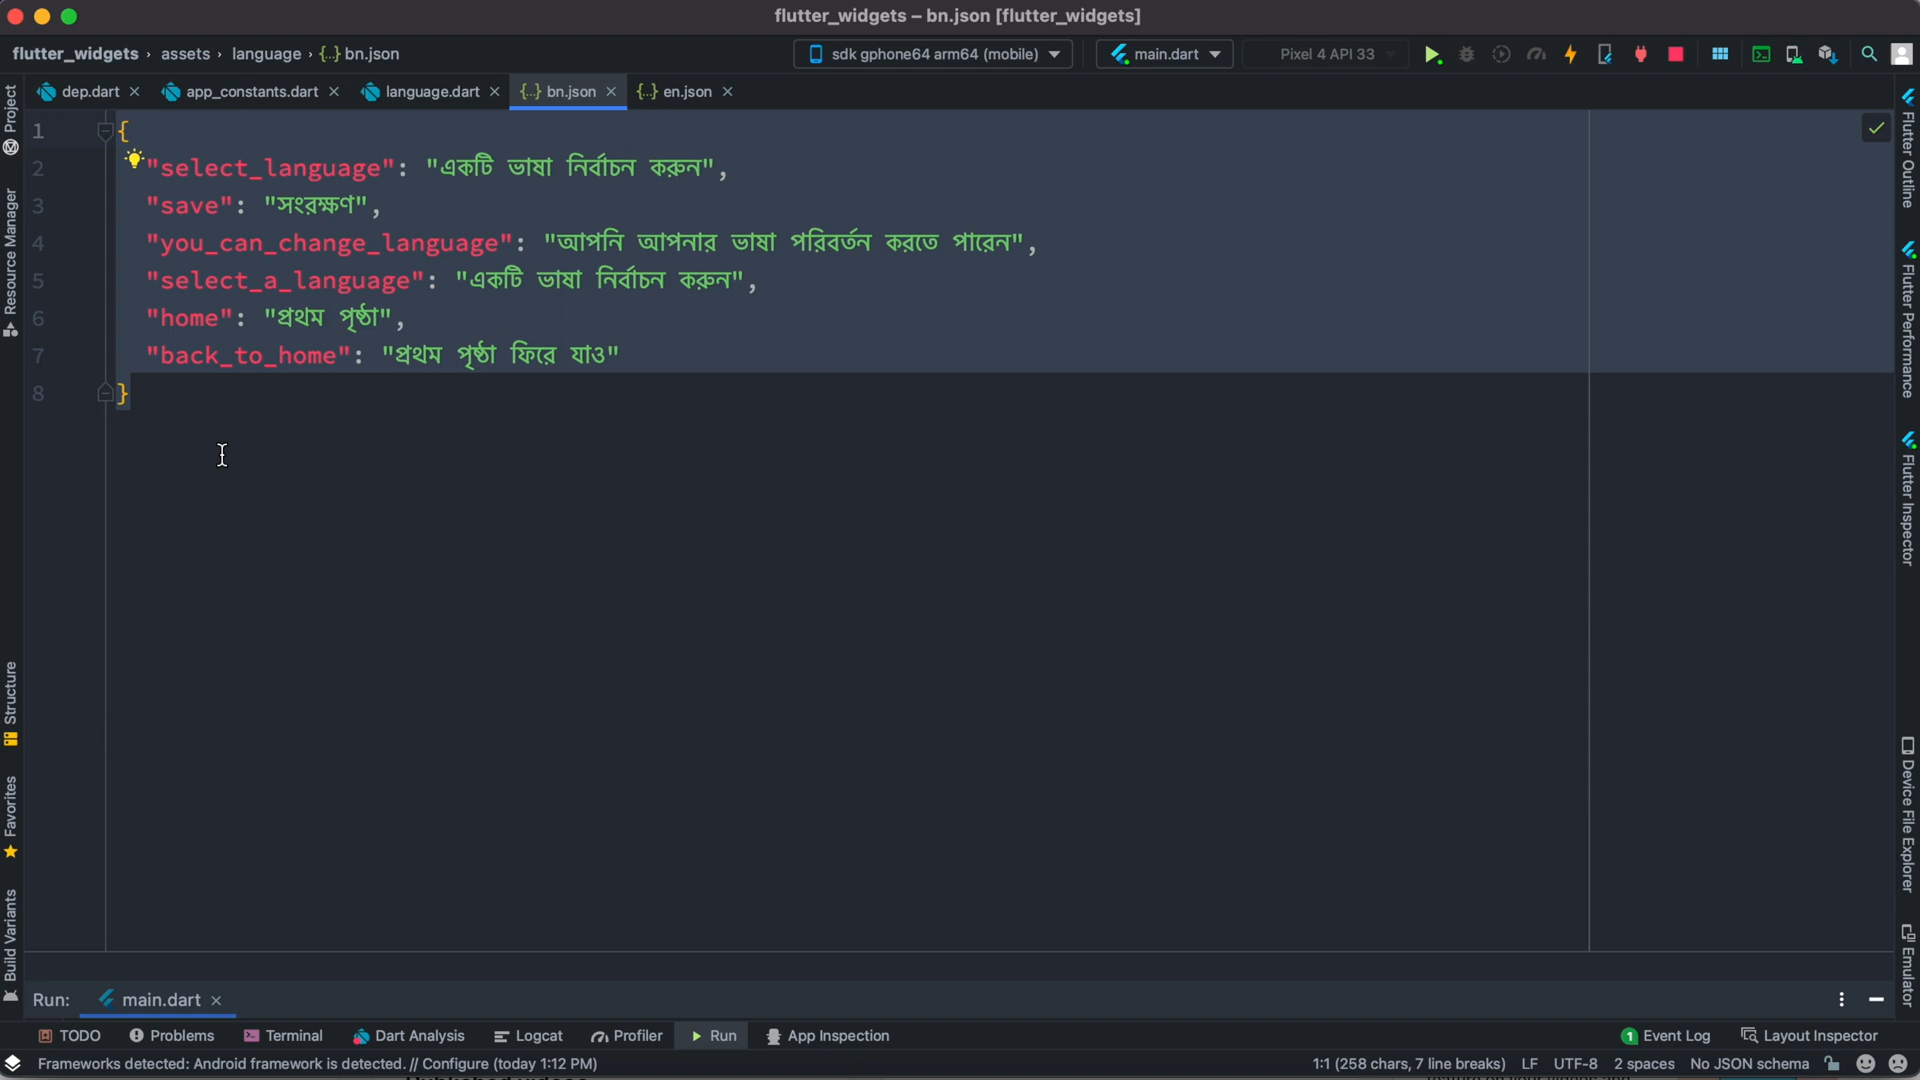 flutter_widgets – bn.json [flutter_widgets]
flutter_widgets › assets › language › {..} bn.json
sdk gphone64 arm64 (mobile)
main.dart
Pixel 4 API 33
dep.dart
app_constants.dart
language.dart
{..} bn.json
{..} en.json
1 {
2 "select_language": "একটি ভাষা নির্বাচন করুন",
3 "save": "সংরক্ষণ",
4 "you_can_change_language": "আপনি আপনার ভাষা পরিবর্তন করতে পারেন",
5 "select_a_language": "একটি ভাষা নির্বাচন করুন",
6 "home": "প্রথম পৃষ্ঠা",
7 "back_to_home": "প্রথম পৃষ্ঠা ফিরে যাও"
8 }
Project
Resource Manager
Structure
Favorites
Build Variants
Flutter Outline
Flutter Performance
Flutter Inspector
Device File Explorer
Emulator
Run: main.dart
TODO
Problems
Terminal
Dart Analysis
Logcat
Profiler
Run
App Inspection
1 Event Log
Layout Inspector
Frameworks detected: Android framework is detected. // Configure (today 1:12 PM)
1:1 (258 chars, 7 line breaks)
LF
UTF-8
2 spaces
No JSON schema